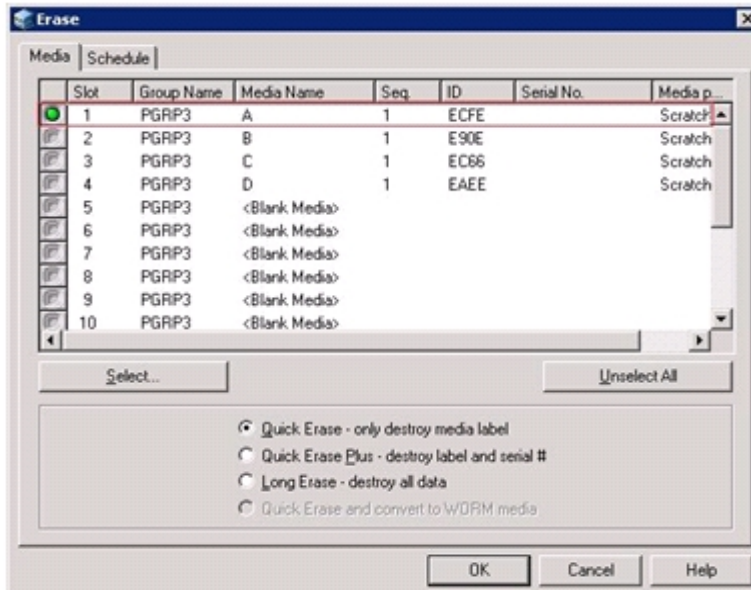 Erase
Media Schedule
Slot Group Name Media Name Seq. ID Serial No. Media p...
1 PGRP3 A 1 ECFE Scratch
2 PGRP3 B 1 E90E Scratch
3 PGRP3 C 1 EC66 Scratch
4 PGRP3 D 1 EAEE Scratch
5 PGRP3 <Blank Media>
6 PGRP3 <Blank Media>
7 PGRP3 <Blank Media>
8 PGRP3 <Blank Media>
9 PGRP3 <Blank Media>
10 PGRP3 <Blank Media>
Select... Unselect All
Quick Erase - only destroy media label
Quick Erase Plus - destroy label and serial #
Long Erase - destroy all data
Quick Erase and convert to WORM media
OK Cancel Help